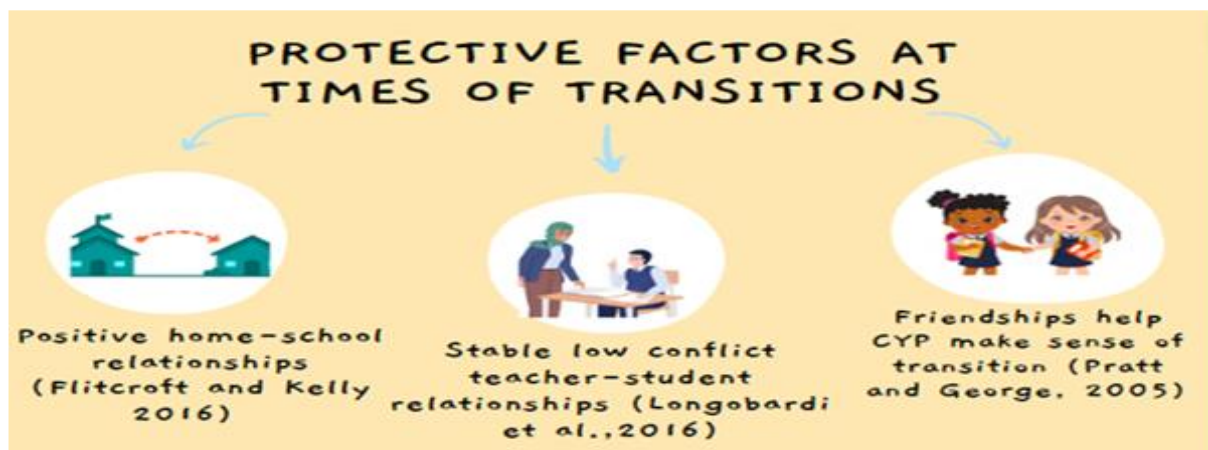 PROTECTIVE FACTORS AT
TIMES OF TRANSITIONS
Positive home-school
relationships
(Flitcroft and Kelly
2016)
Stable low conflict
teacher-student
relationships (Longobardi
et al.,2016)
Friendships help
CYP make sense of
transition (Pratt
and George, 2005)